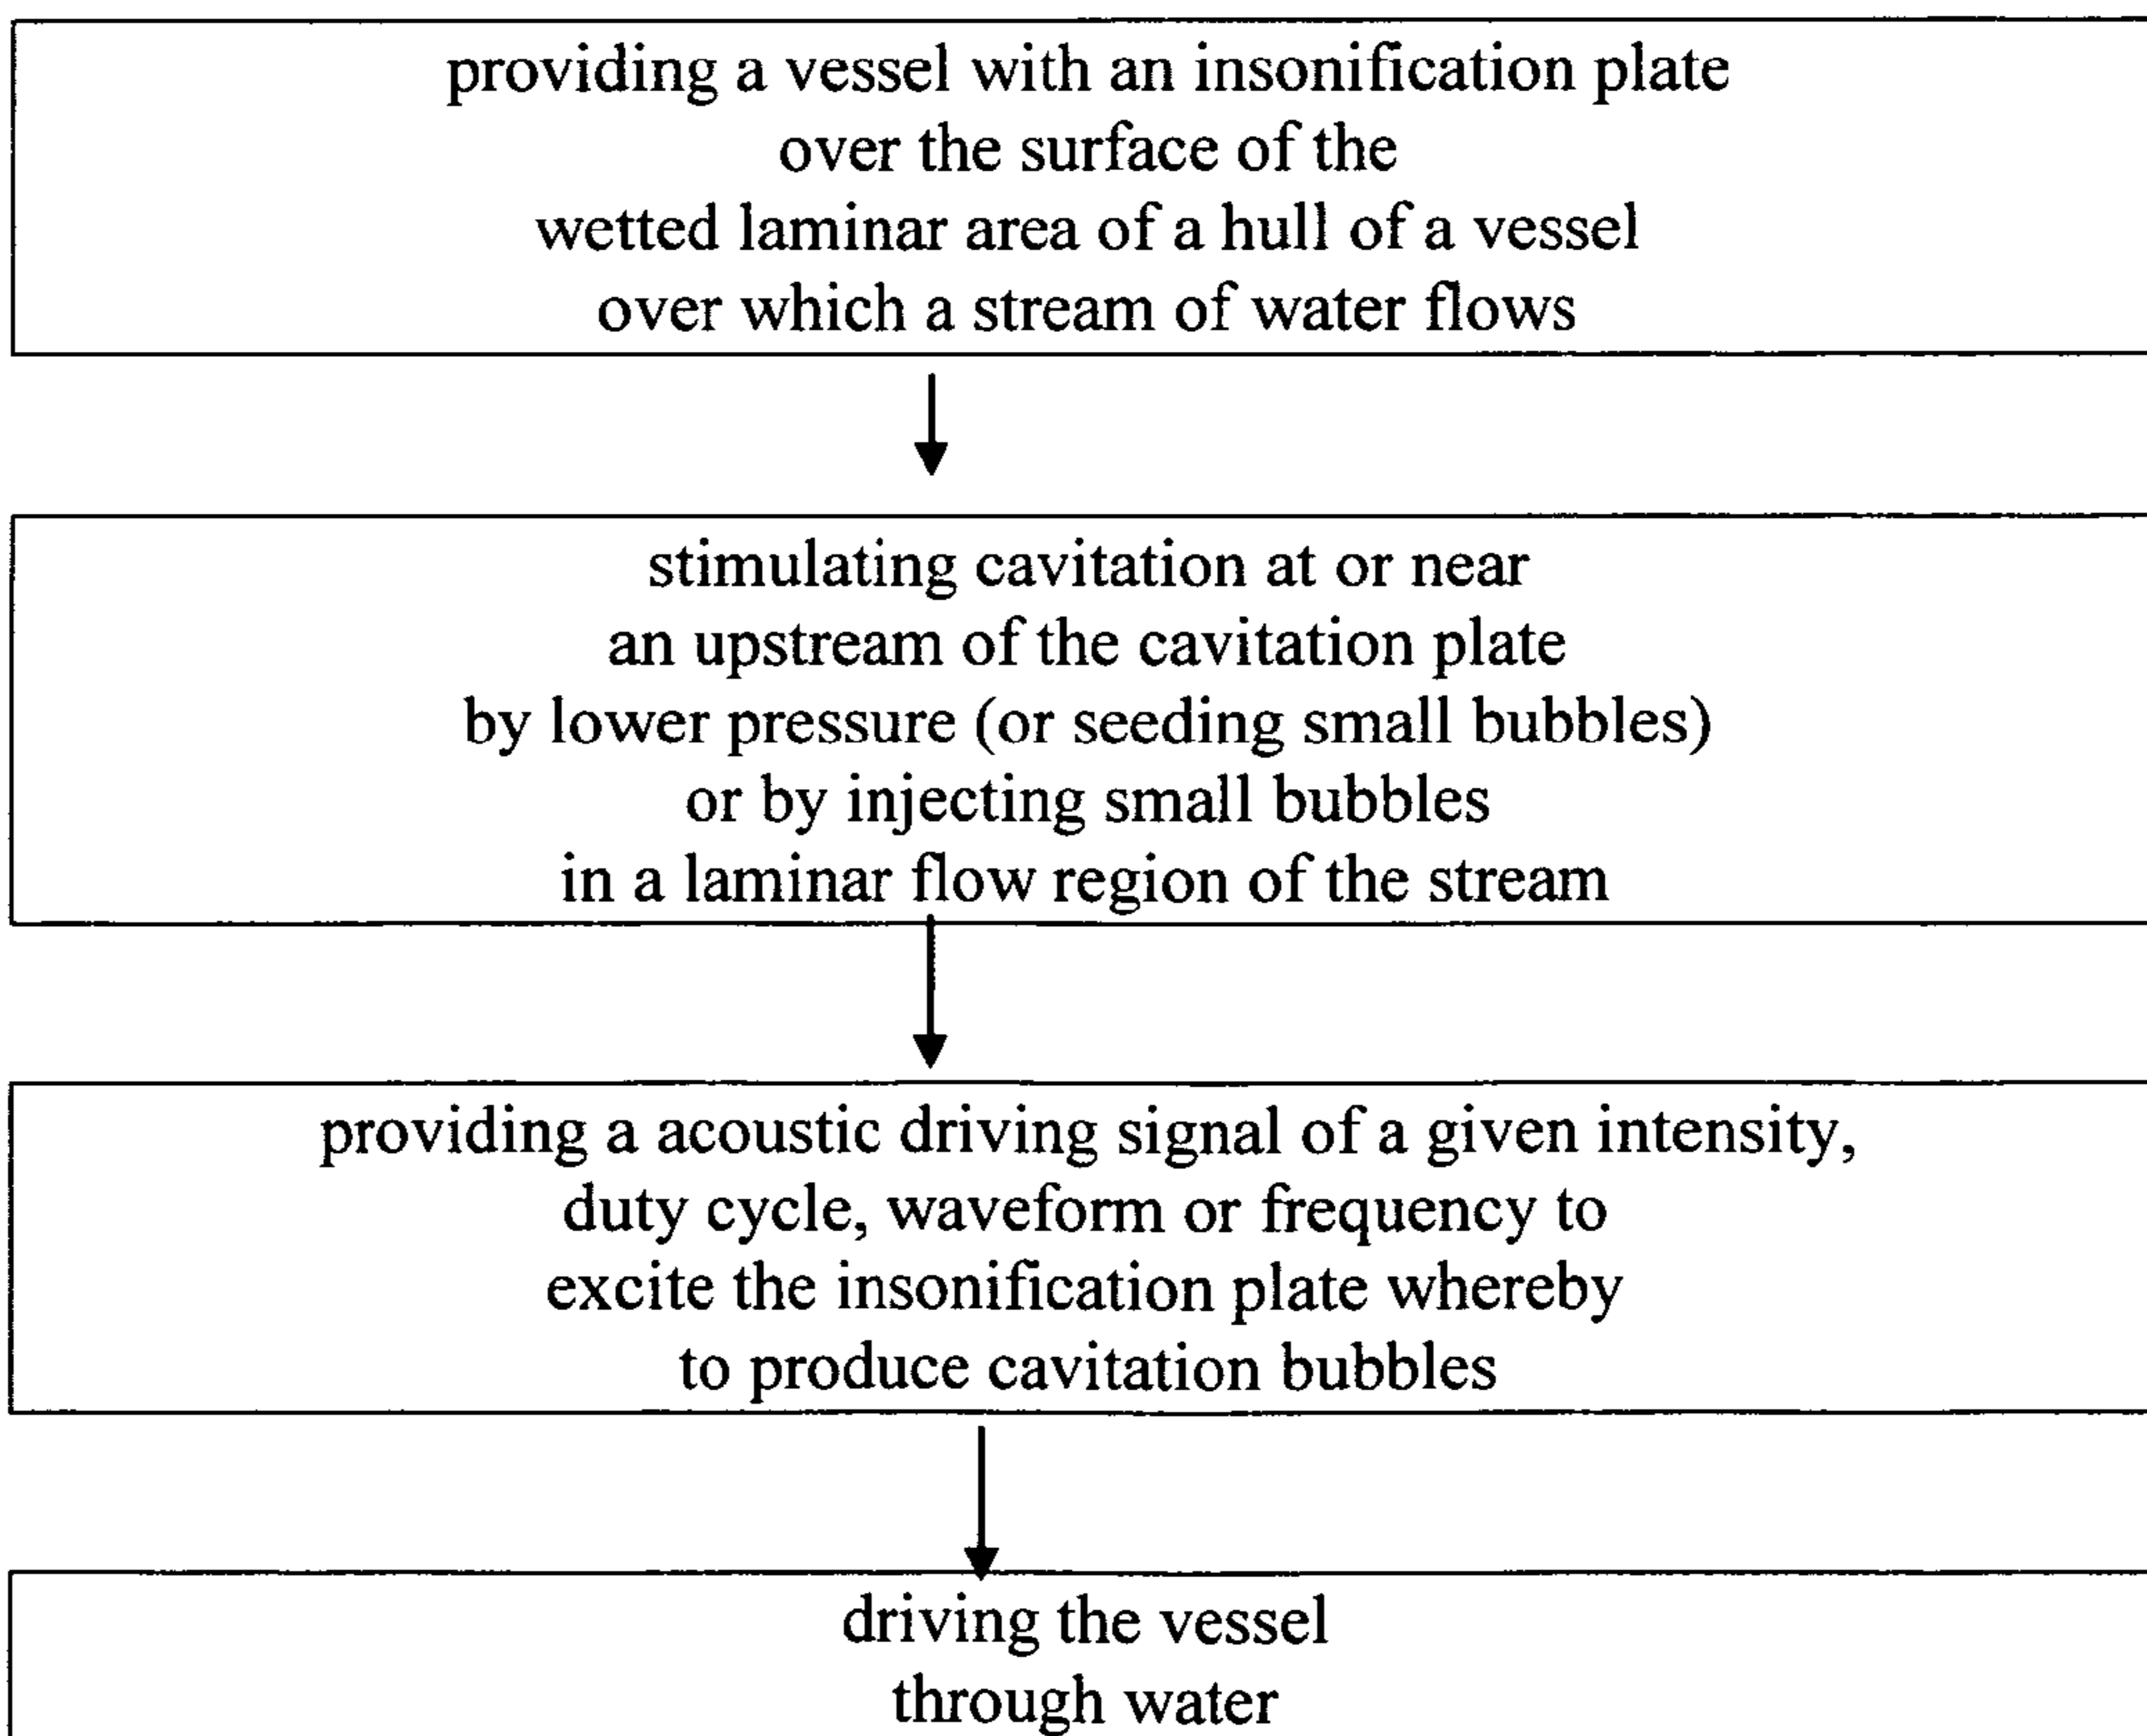 providing a vessel with an insonification plate
over the surface of the
wetted laminar area of a hull of a vessel
over which a stream of water flows
stimulating cavitation at or near
an upstream of the cavitation plate
by lower pressure (or seeding small bubbles)
or by injecting small bubbles
in a laminar flow region of the stream
providing a acoustic driving signal of a given intensity,
duty cycle, waveform or frequency to
excite the insonification plate whereby
to produce cavitation bubbles
driving the vessel
through water